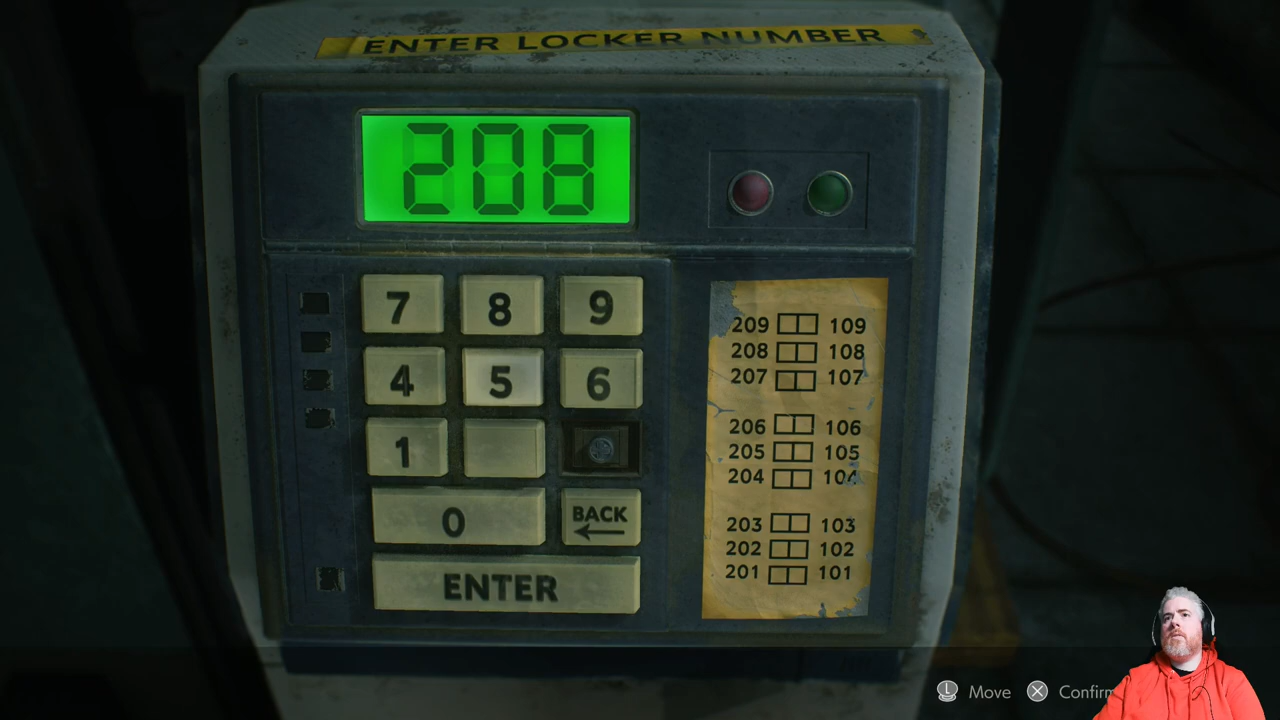 ENTER LOCKER NUMBER
208
7 8 9
4 5 6
1
0 BACK
ENTER
209 109
208 108
207 107
206 106
205 105
204 104
203 103
202 102
201 101
L Move X Confirm